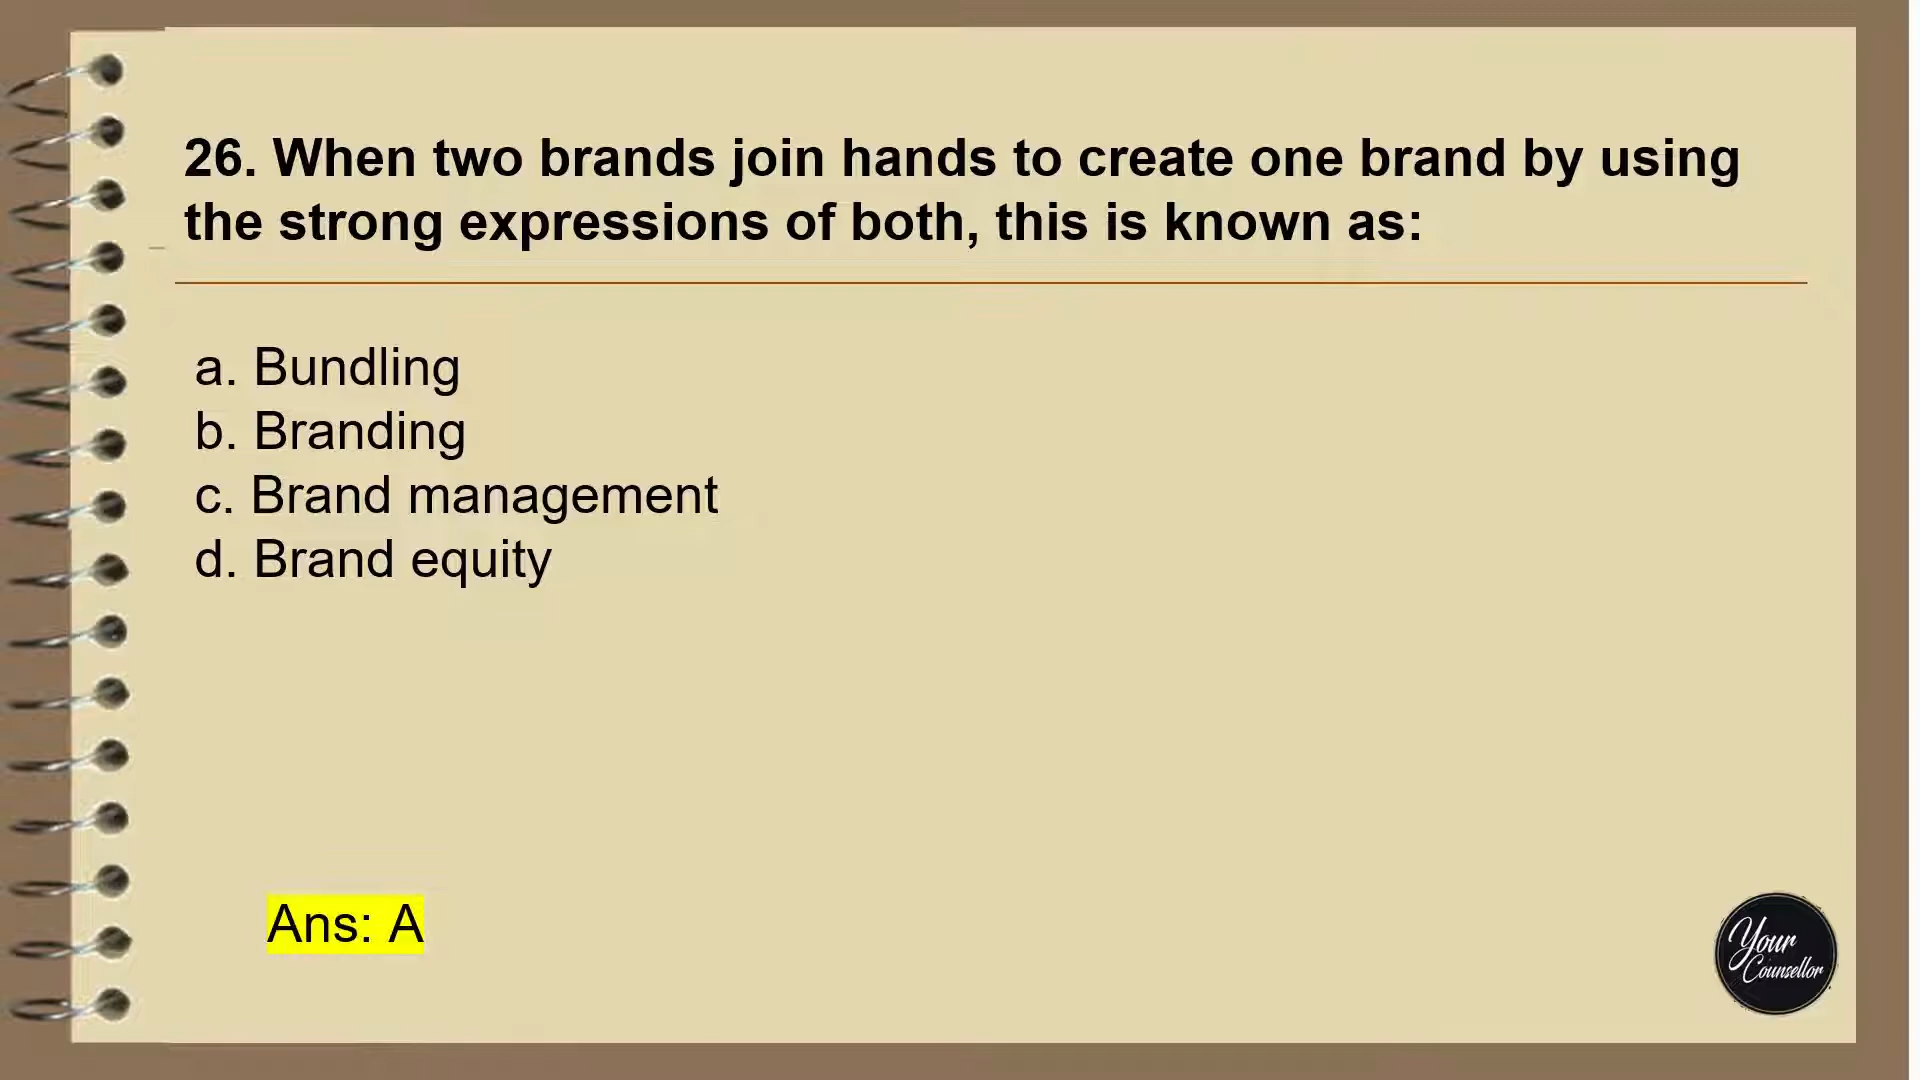 26. When two brands join hands to create one brand by using
the strong expressions of both, this is known as:
a. Bundling
b. Branding
c. Brand management
d. Brand equity
Ans: A
Your
Counsellor